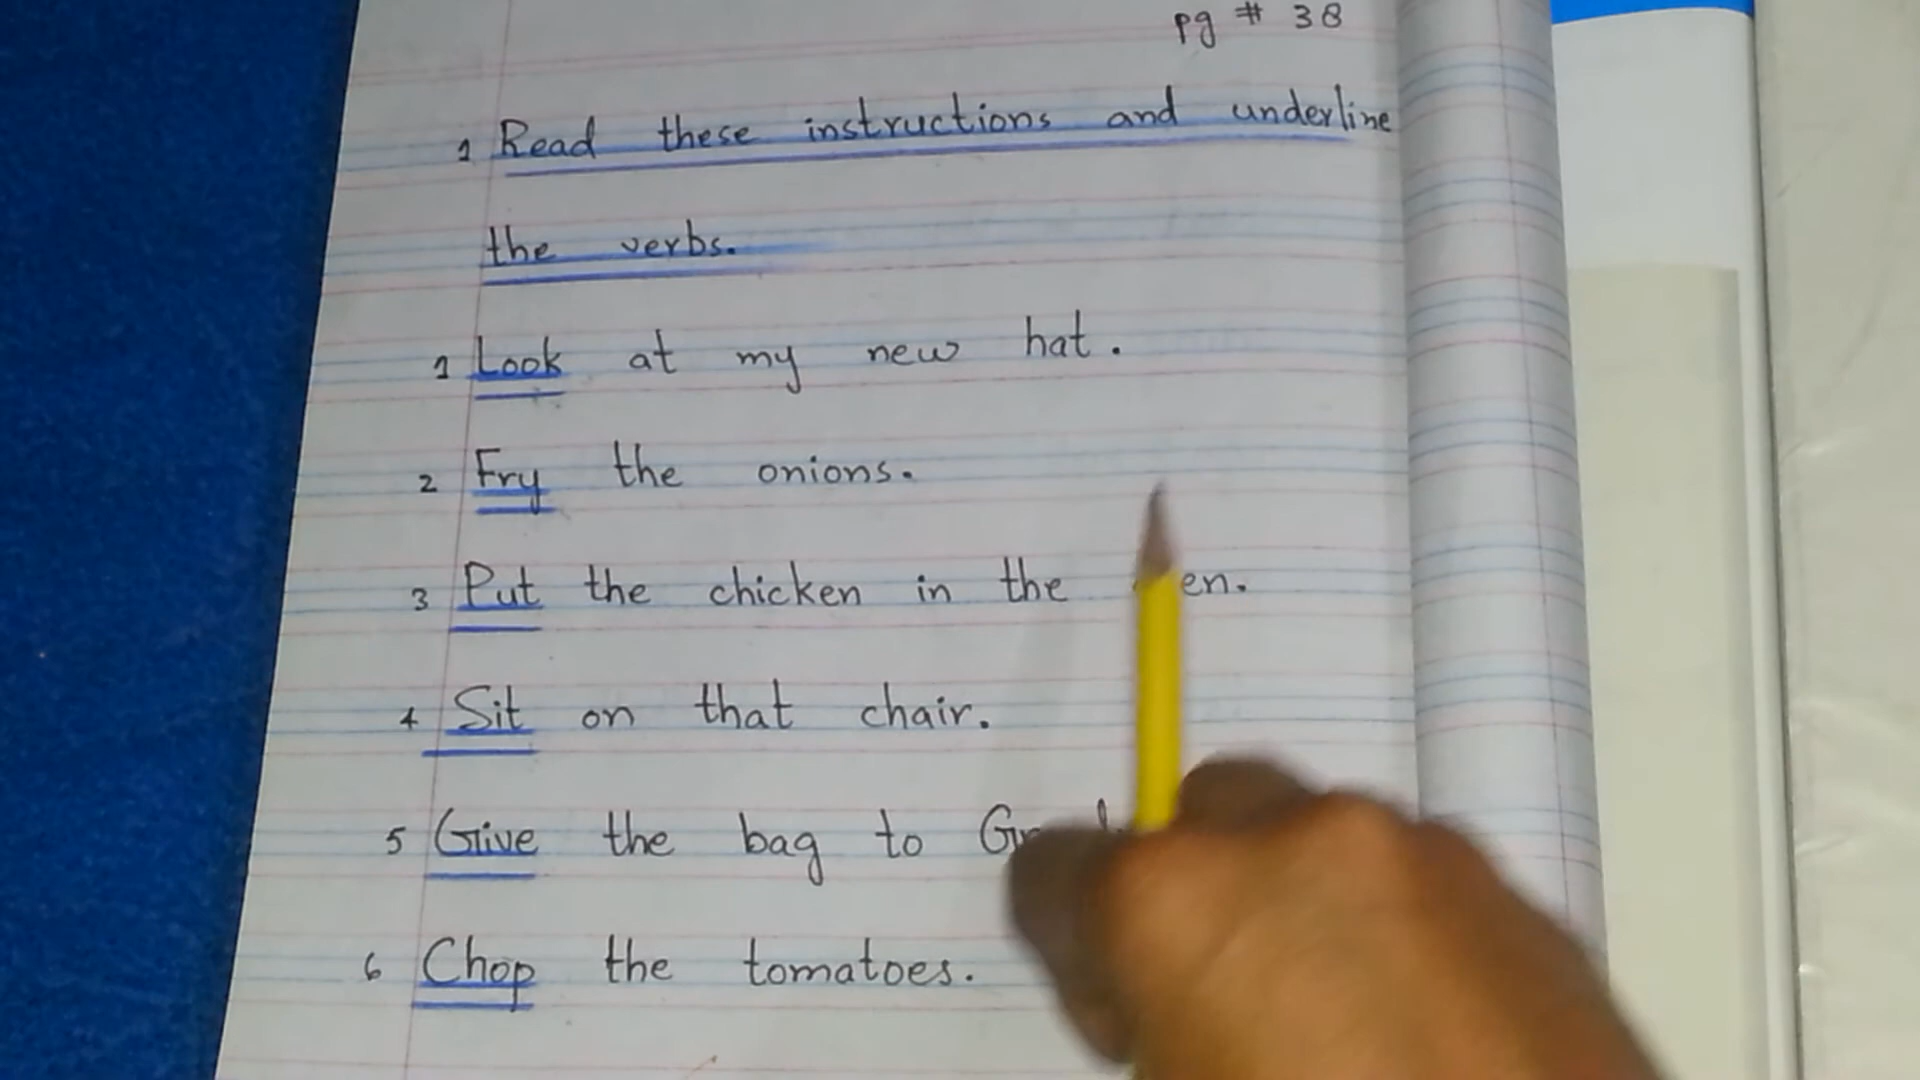 pg # 38
1 Read these instructions and underline
the verbs.
1 Look at my new hat.
2 Fry the onions.
3 Put the chicken in the
4 Sit on that chair.
5 Give the bag to
6 Chop the tomatoes.